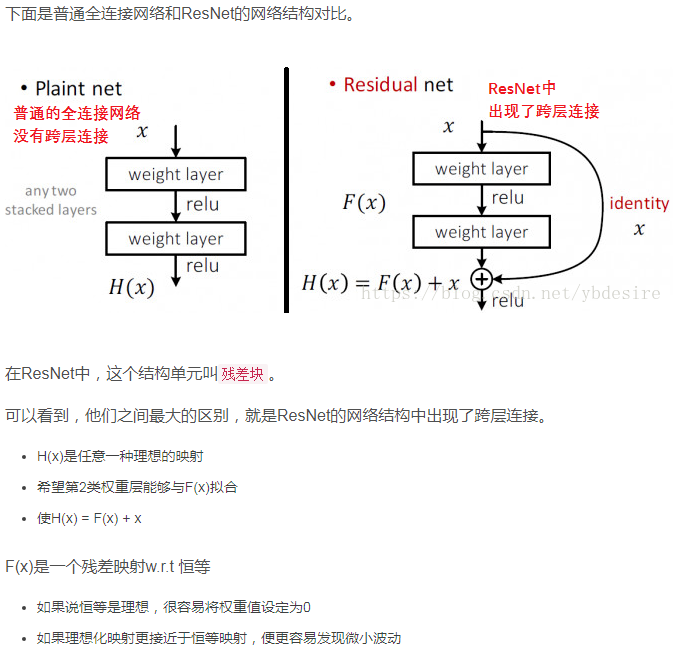 下面是普通全连接网络和ResNet的网络结构对比。
• Plaint net
普通的全连接网络
没有跨层连接
x
weight layer
any two
stacked layers
relu
weight layer
relu
H(x)
• Residual net
ResNet中
出现了跨层连接
x
weight layer
F(x)
relu
identity
x
weight layer
H(x) = F(x) + x
relu
https://blog.csdn.net/ybdesire
在ResNet中，这个结构单元叫残差块。
可以看到，他们之间最大的区别，就是ResNet的网络结构中出现了跨层连接。
• H(x)是任意一种理想的映射
• 希望第2类权重层能够与F(x)拟合
• 使H(x) = F(x) + x
F(x)是一个残差映射w.r.t 恒等
• 如果说恒等是理想，很容易将权重值设定为0
• 如果理想化映射更接近于恒等映射，便更容易发现微小波动